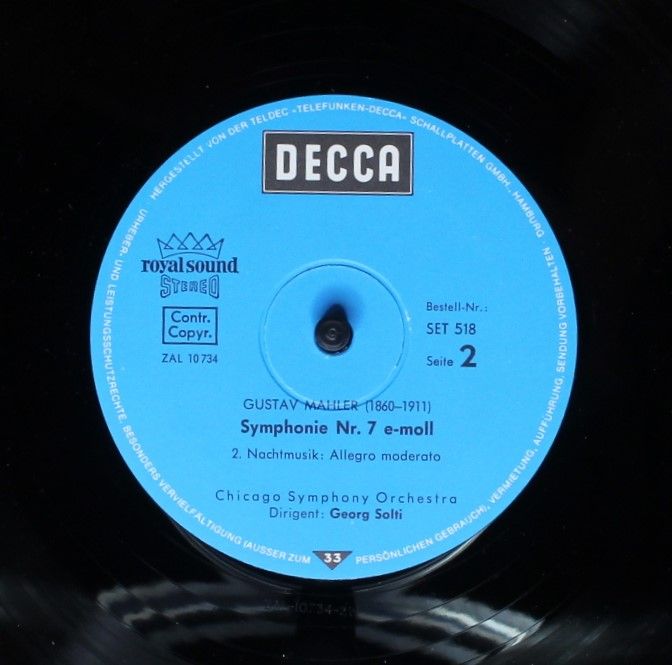 HERGESTELLT VON DER TELDEC »TELEFUNKEN-DECCA« SCHALLPLATTEN GMBH., HAMBURG ·
URHEBER- UND LEISTUNGSSCHUTZRECHTE, BESONDERS VERVIELFÄLTIGUNG (AUSSER ZUM PERSÖNLICHEN GEBRAUCH), VERMIETUNG, AUFFÜHRUNG, SENDUNG VORBEHALTEN ·
DECCA
royal sound
STEREO
Contr.
Copyr.
ZAL 10 734
Bestell-Nr.:
SET 518
Seite 2
GUSTAV MAHLER (1860–1911)
Symphonie Nr. 7 e-moll
2. Nachtmusik: Allegro moderato
Chicago Symphony Orchestra
Dirigent: Georg Solti
33